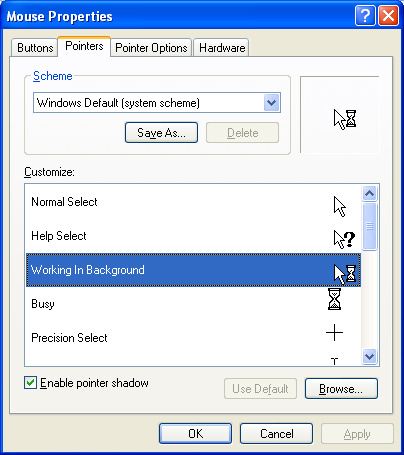 Mouse Properties
Buttons Pointers Pointer Options Hardware
Scheme
Windows Default (system scheme)
Save As... Delete
Customize:
Normal Select
Help Select
Working In Background
Busy
Precision Select
Enable pointer shadow Use Default Browse...
OK Cancel Apply